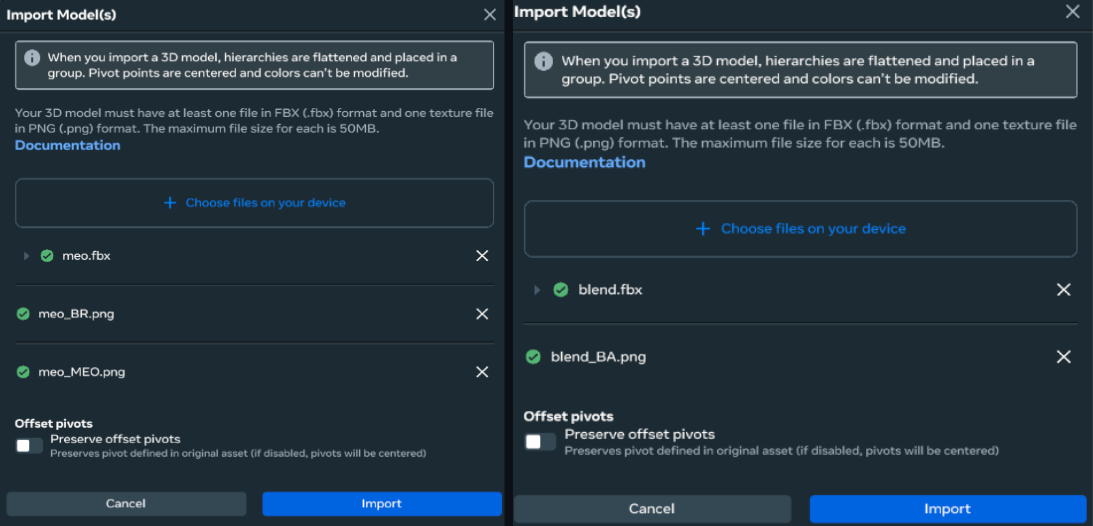 Import Model(s)
When you import a 3D model, hierarchies are flattened and placed in a
group. Pivot points are centered and colors can't be modified.
Your 3D model must have at least one file in FBX (.fbx) format and one texture file
in PNG (.png) format. The maximum file size for each is 50MB.
Documentation
+ Choose files on your device
meo.fbx
meo_BR.png
meo_MEO.png
Offset pivots
Preserve offset pivots
Preserves pivot defined in original asset (if disabled, pivots will be centered)
Cancel Import
Import Model(s)
When you import a 3D model, hierarchies are flattened and placed in a
group. Pivot points are centered and colors can't be modified.
Your 3D model must have at least one file in FBX (.fbx) format and one texture file
in PNG (.png) format. The maximum file size for each is 50MB.
Documentation
+ Choose files on your device
blend.fbx
blend_BA.png
Offset pivots
Preserve offset pivots
Preserves pivot defined in original asset (if disabled, pivots will be centered)
Cancel Import